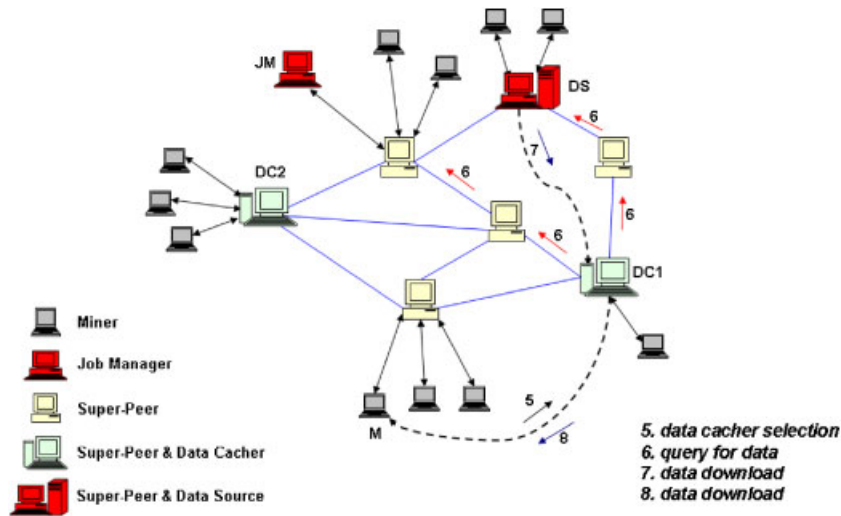 JM
DS
6
7
DC2
6
6
6
DC1
Miner
Job Manager
5
Super-Peer
M
8
5. data cacher selection
Super-Peer & Data Cacher
6. query for data
7. data download
Super-Peer & Data Source
8. data download